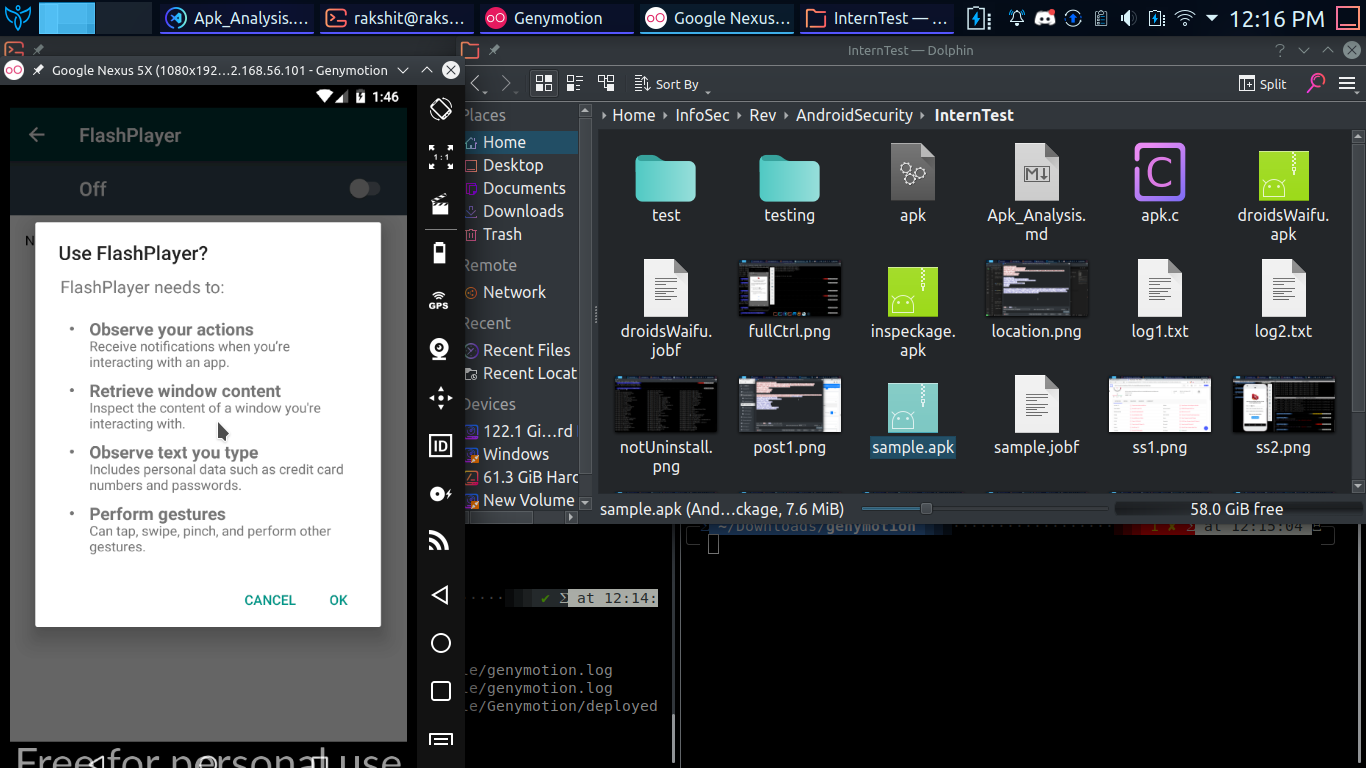 Apk_Analysis....
rakshit@raks...
Genymotion
Google Nexus...
InternTest — ...
12:16 PM
Google Nexus 5X (1080x192...2.168.56.101 - Genymotion
1:46
FlashPlayer
Off
N
Use FlashPlayer?
FlashPlayer needs to:
• Observe your actions
Receive notifications when you're
interacting with an app.
• Retrieve window content
Inspect the content of a window you're
interacting with.
• Observe text you type
Includes personal data such as credit card
numbers and passwords.
• Perform gestures
Can tap, swipe, pinch, and perform other
gestures.
CANCEL OK
Free for personal use
1:1
GPS
ID
InternTest — Dolphin
Sort By
Split
Places
Home
Desktop
Documents
Downloads
Trash
Remote
Network
Recent
Recent Files
Recent Locat
Devices
122.1 Gi...rd
Windows
61.3 GiB Hard
New Volume
Home InfoSec Rev AndroidSecurity InternTest
test
testing
apk
Apk_Analysis.
md
apk.c
droidsWaifu.
apk
droidsWaifu.
jobf
fullCtrl.png
inspeckage.
apk
location.png
log1.txt
log2.txt
notUninstall.
png
post1.png
sample.apk
sample.jobf
ss1.png
ss2.png
sample.apk (And...ckage, 7.6 MiB)
58.0 GiB free
~/Downloads/genymotion
1 ✘ Σ at 12:15:04
✔ Σ at 12:14:
le/genymotion.log
le/genymotion.log
le/Genymotion/deployed